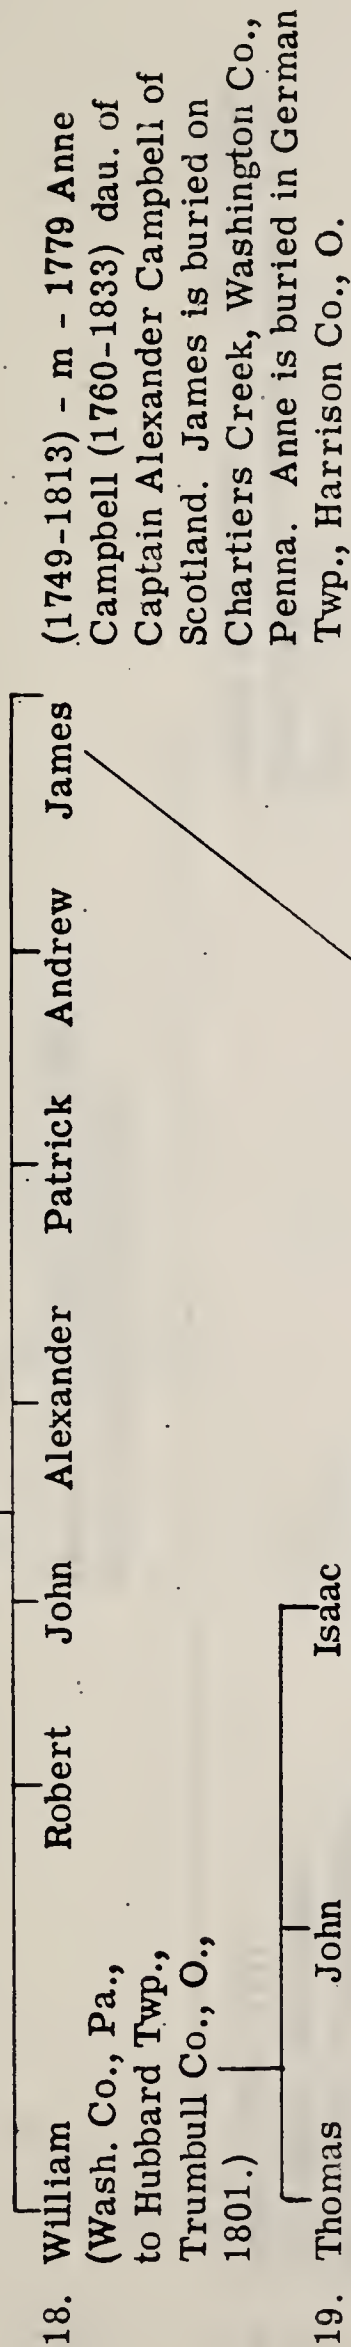 18. William Robert John Alexander Patrick Andrew James (1749-1813) - m - 1779 Anne
(Wash. Co., Pa., Campbell (1760-1833) dau. of
to Hubbard Twp., Captain Alexander Campbell of
Trumbull Co., O., Scotland. James is buried on
1801.) Chartiers Creek, Washington Co.,
Penna. Anne is buried in German
19. Thomas John Isaac Twp., Harrison Co., O.